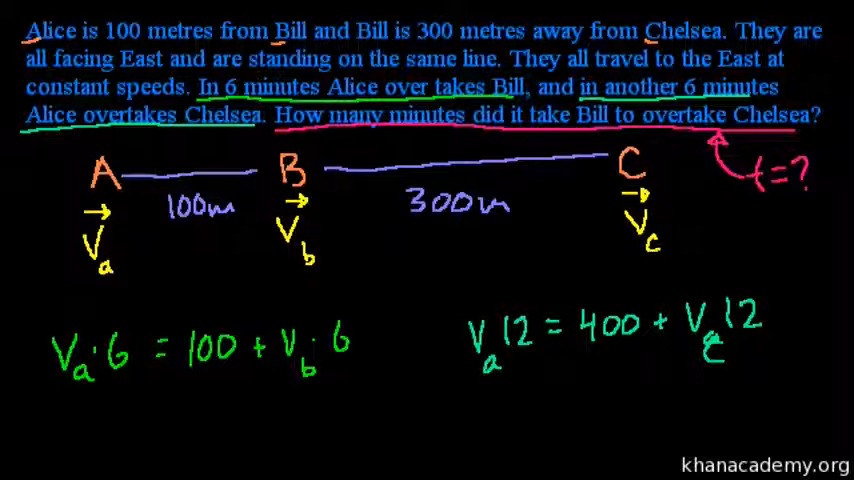 Alice is 100 metres from Bill and Bill is 300 metres away from Chelsea. They are
all facing East and are standing on the same line. They all travel to the East at
constant speeds. In 6 minutes Alice over takes Bill, and in another 6 minutes
Alice overtakes Chelsea. How many minutes did it take Bill to overtake Chelsea?
A B C t=?
100m 300m
Va Vb Vc
Va·6 = 100 + Vb·6
Va12 = 400 + Vc12
khanacademy.org